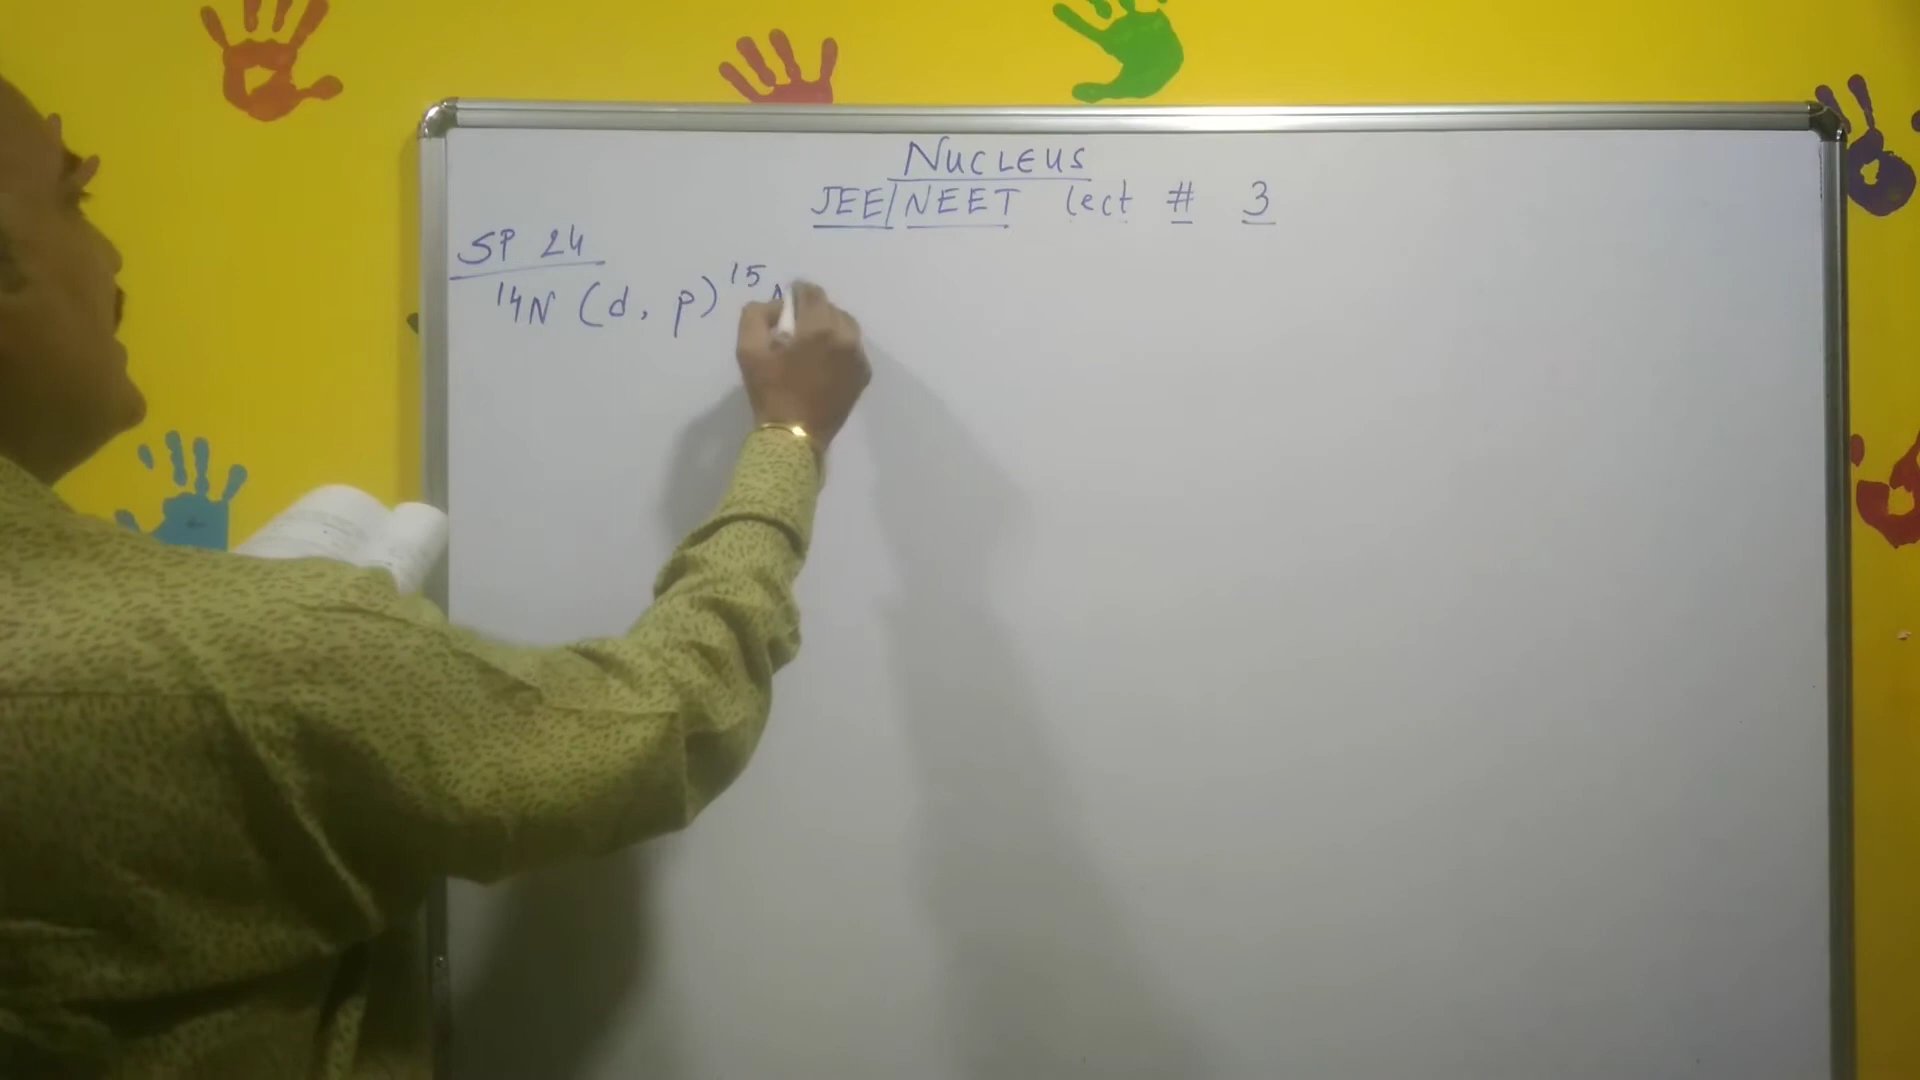 NUCLEUS
JEE/NEET Lect # 3
SP 24
¹⁴N (d, p) ¹⁵